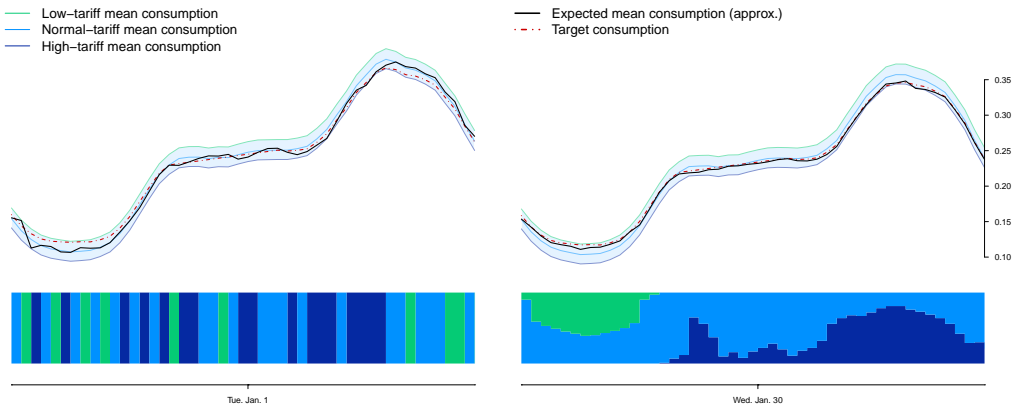 Low−tariff mean consumption
Normal−tariff mean consumption
High−tariff mean consumption
Expected mean consumption (approx.)
Target consumption
0.35
0.30
0.25
0.20
0.15
0.10
Tue. Jan. 1
Wed. Jan. 30